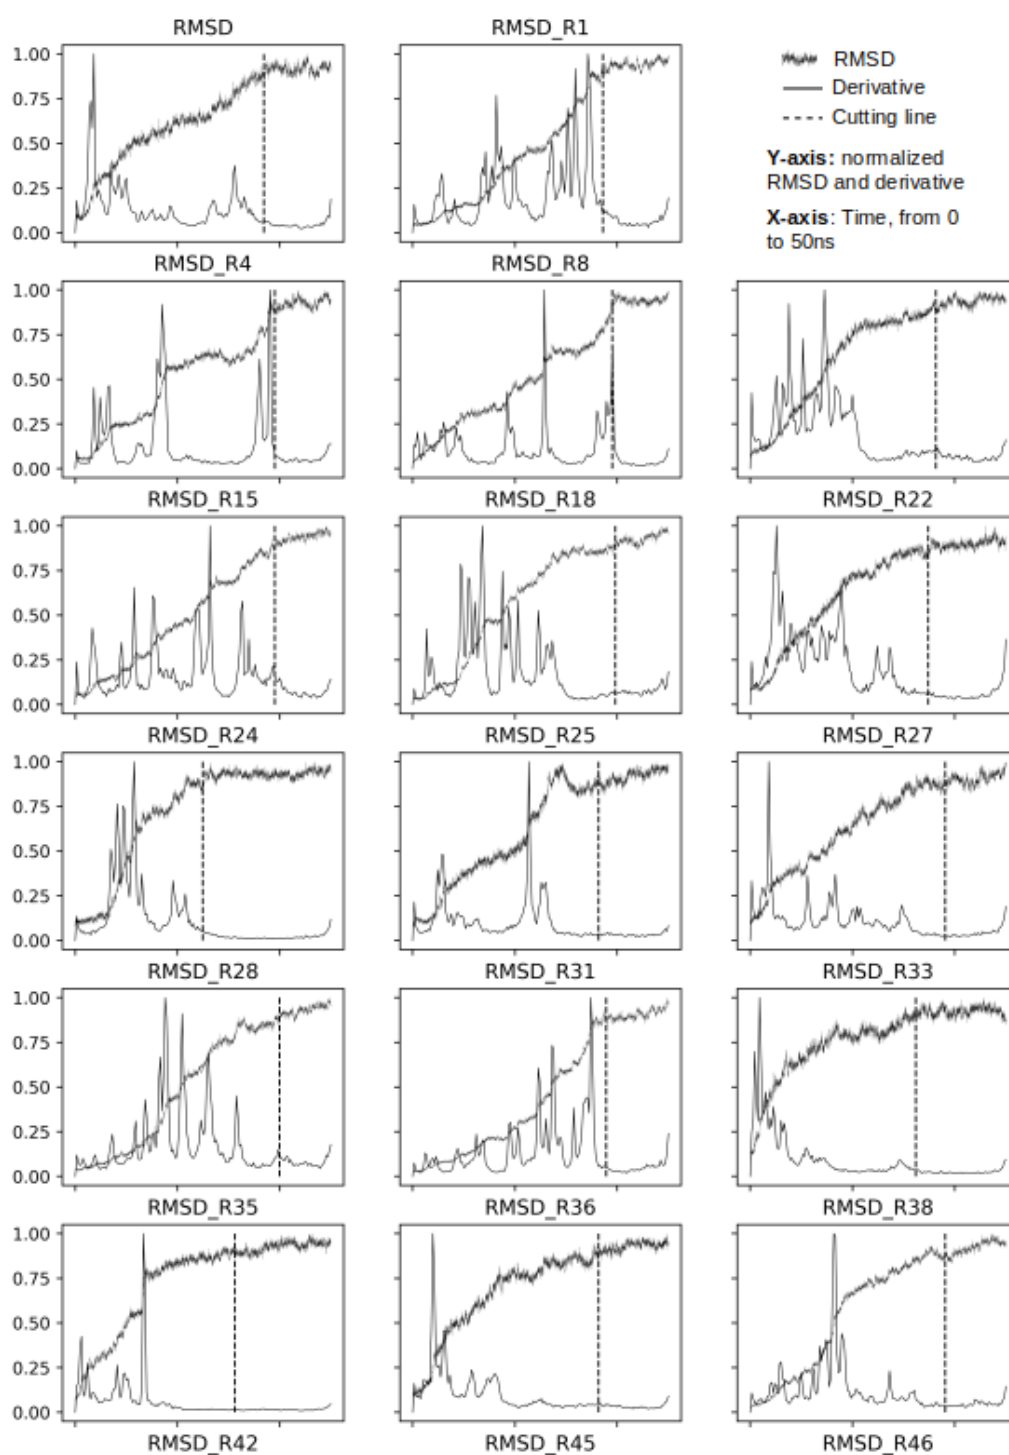 RMSD
RMSD_R1
RMSD
Derivative
Cutting line
Y-axis: normalized
RMSD and derivative
X-axis: Time, from 0
to 50ns
1.00
0.75
0.50
0.25
0.00
RMSD_R4
RMSD_R8
1.00
0.75
0.50
0.25
0.00
RMSD_R15
RMSD_R18
RMSD_R22
1.00
0.75
0.50
0.25
0.00
RMSD_R24
RMSD_R25
RMSD_R27
1.00
0.75
0.50
0.25
0.00
RMSD_R28
RMSD_R31
RMSD_R33
1.00
0.75
0.50
0.25
0.00
RMSD_R35
RMSD_R36
RMSD_R38
1.00
0.75
0.50
0.25
0.00
RMSD_R42
RMSD_R45
RMSD_R46